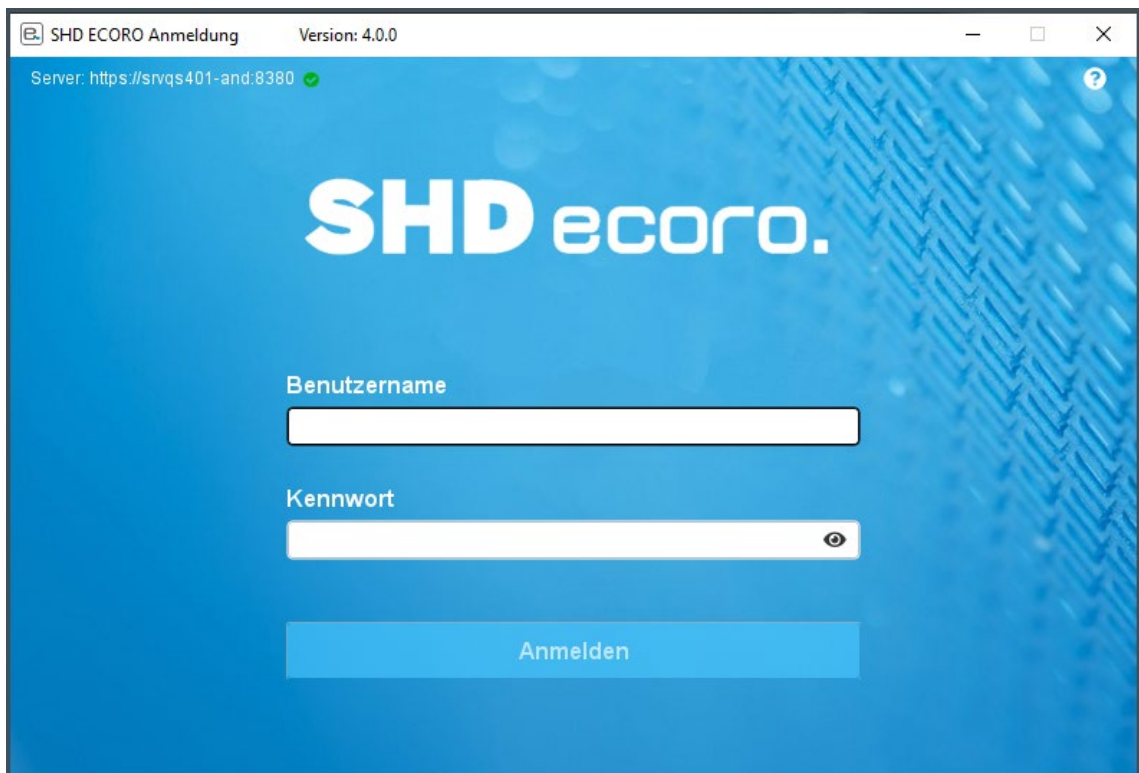 SHD ECORO Anmeldung Version: 4.0.0
Server: https://srvqs401-and:8380
SHD ecoro.
Benutzername
Kennwort
Anmelden